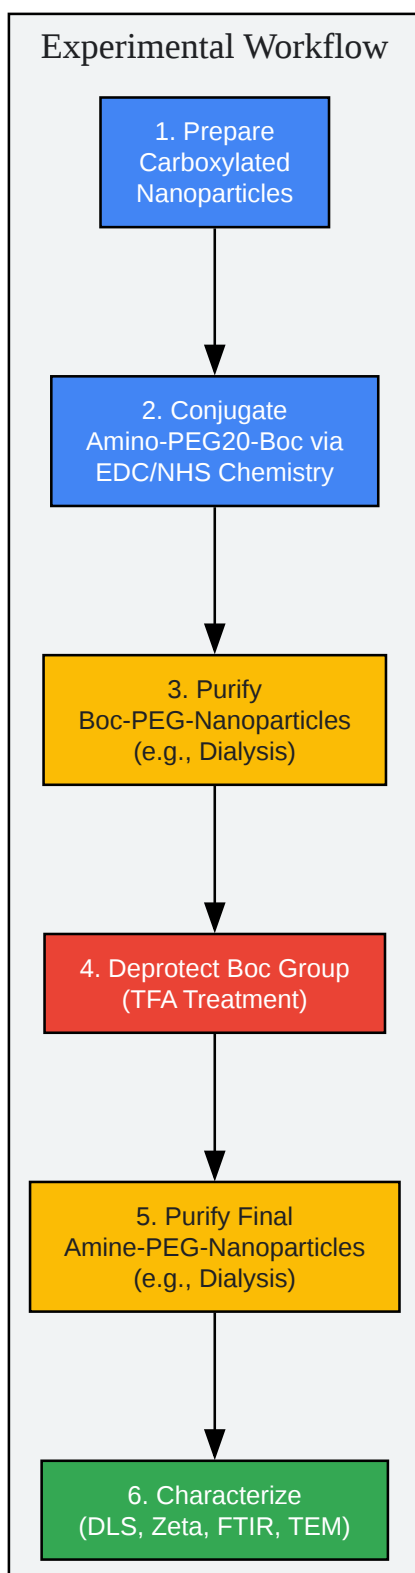 Experimental Workflow
1. Prepare
Carboxylated
Nanoparticles
2. Conjugate
Amino-PEG20-Boc via
EDC/NHS Chemistry
3. Purify
Boc-PEG-Nanoparticles
(e.g., Dialysis)
4. Deprotect Boc Group
(TFA Treatment)
5. Purify Final
Amine-PEG-Nanoparticles
(e.g., Dialysis)
6. Characterize
(DLS, Zeta, FTIR, TEM)